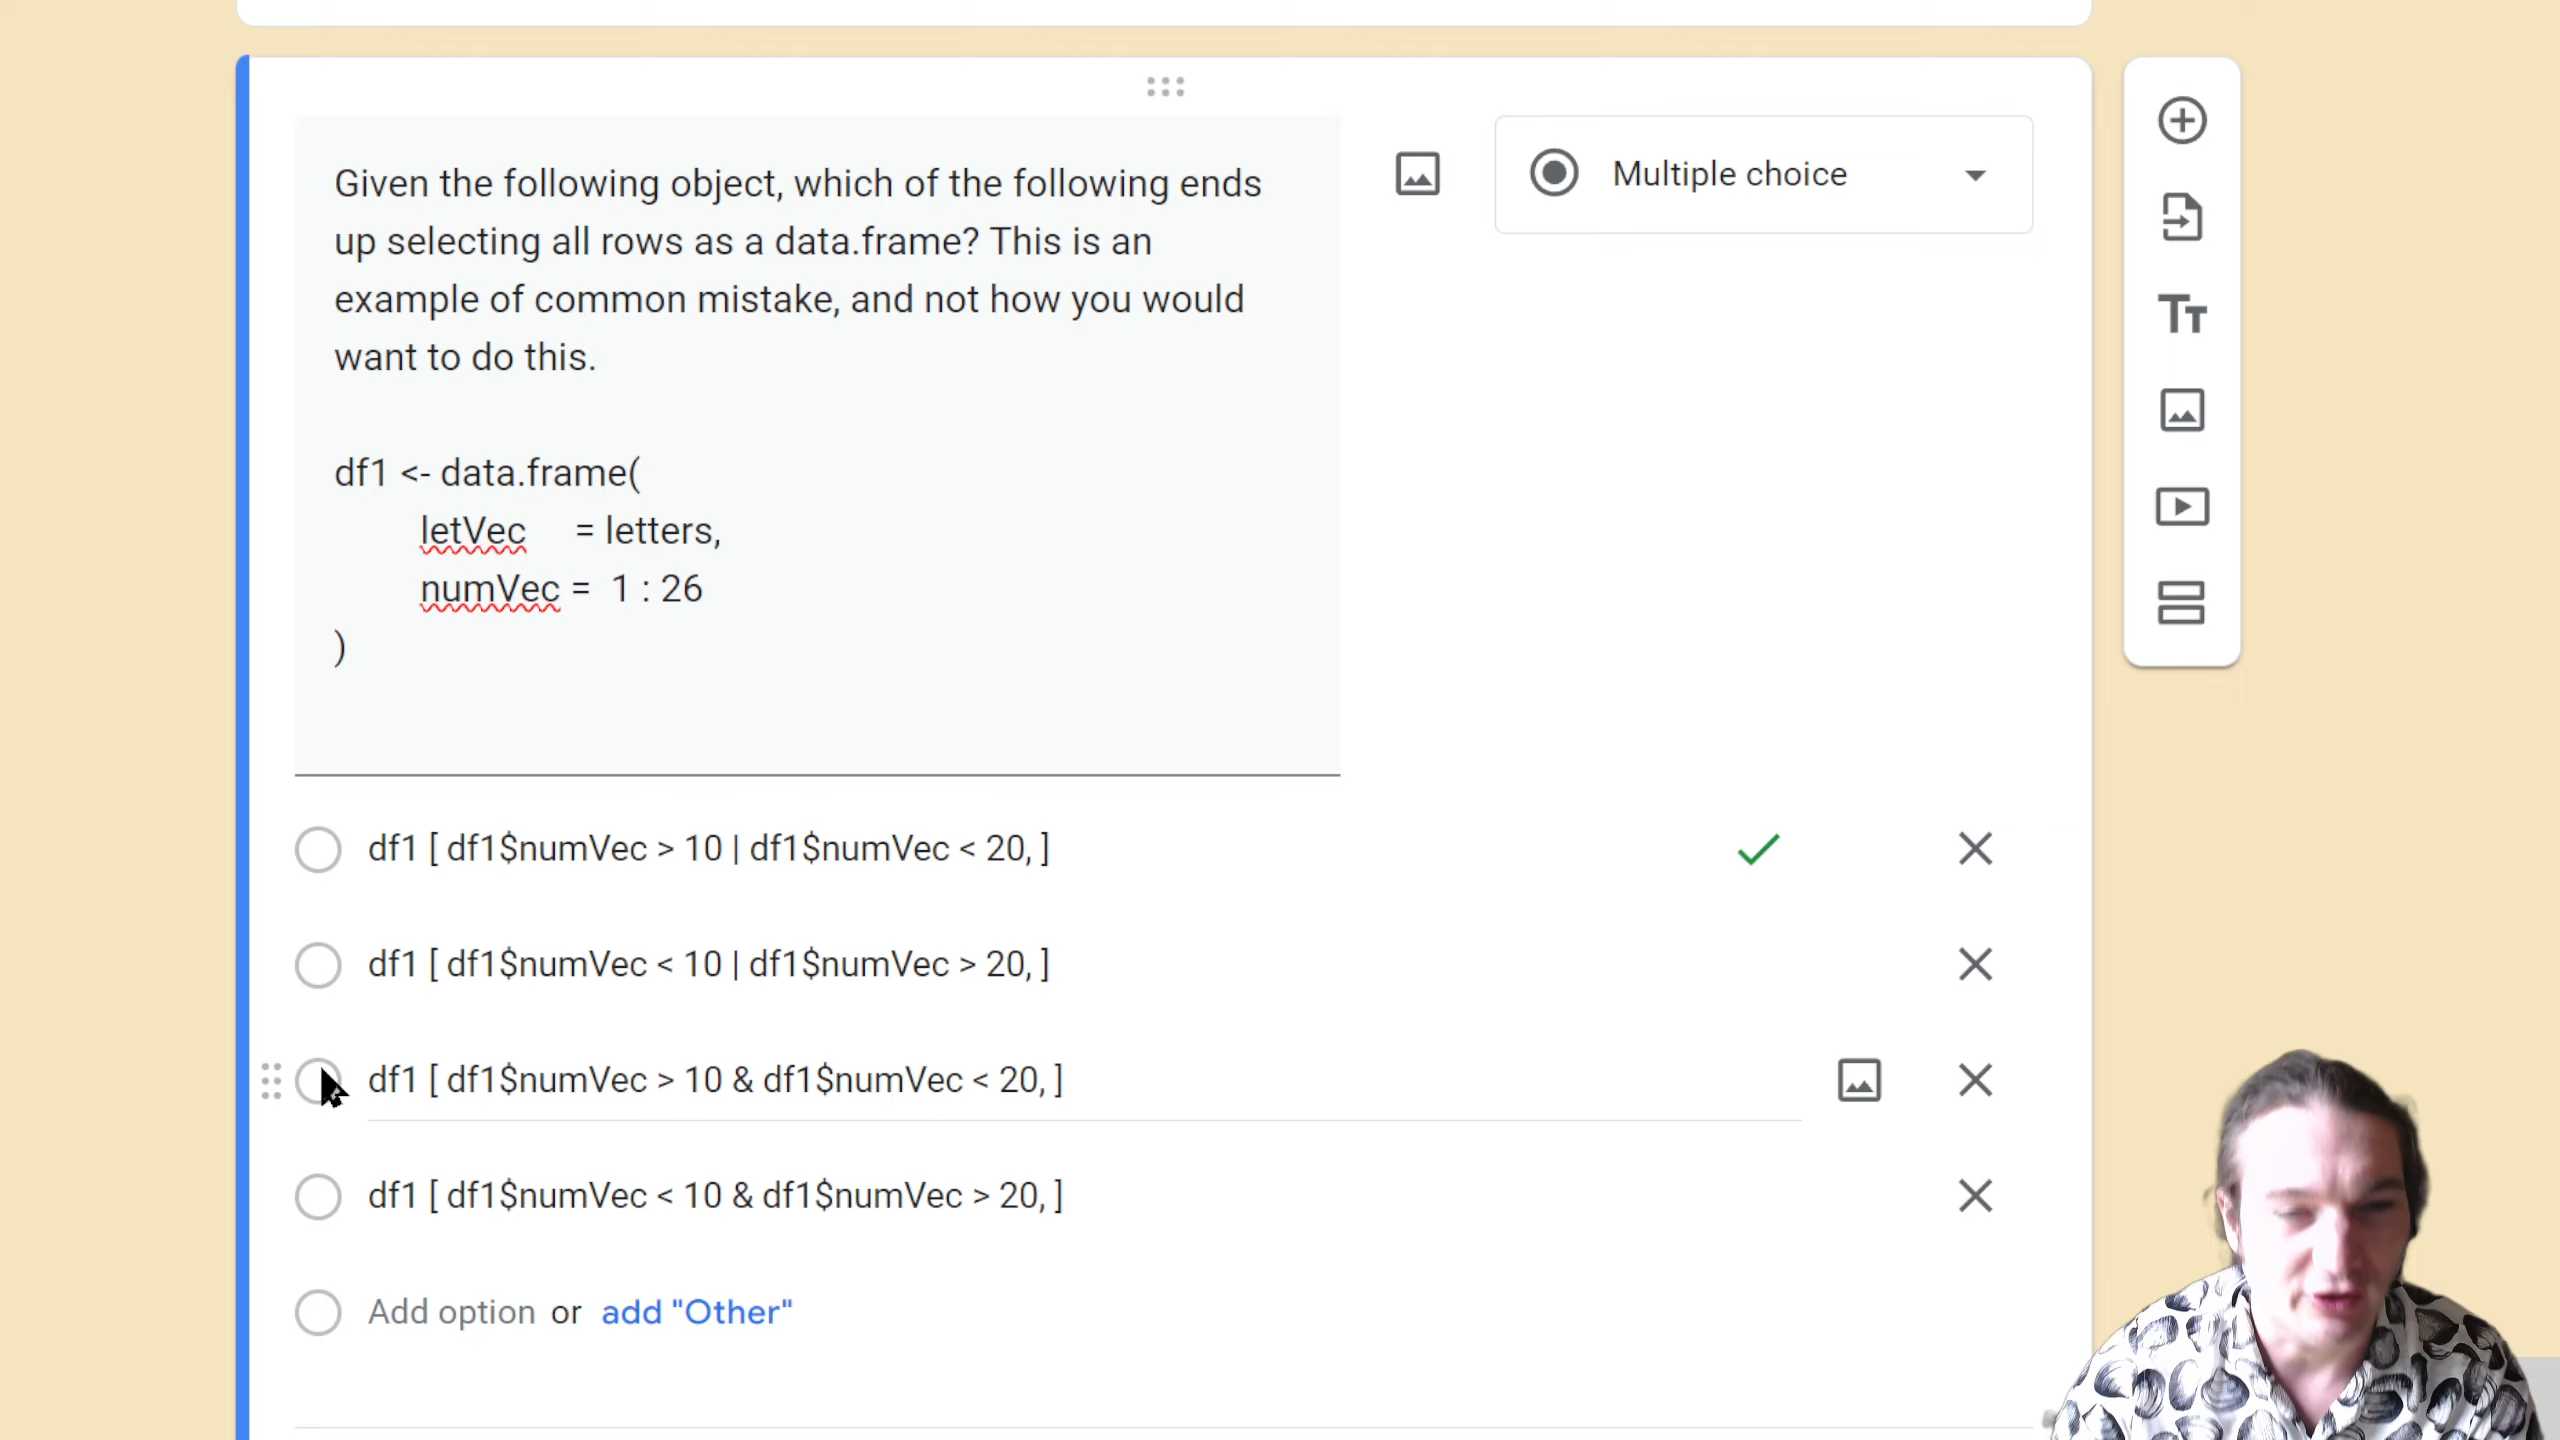 Given the following object, which of the following ends
up selecting all rows as a data.frame? This is an
example of common mistake, and not how you would
want to do this.
df1 <- data.frame(
letVec = letters,
numVec = 1 : 26
)
Multiple choice
df1 [ df1$numVec > 10 | df1$numVec < 20, ]
df1 [ df1$numVec < 10 | df1$numVec > 20, ]
df1 [ df1$numVec > 10 & df1$numVec < 20, ]
df1 [ df1$numVec < 10 & df1$numVec > 20, ]
Add option or add "Other"